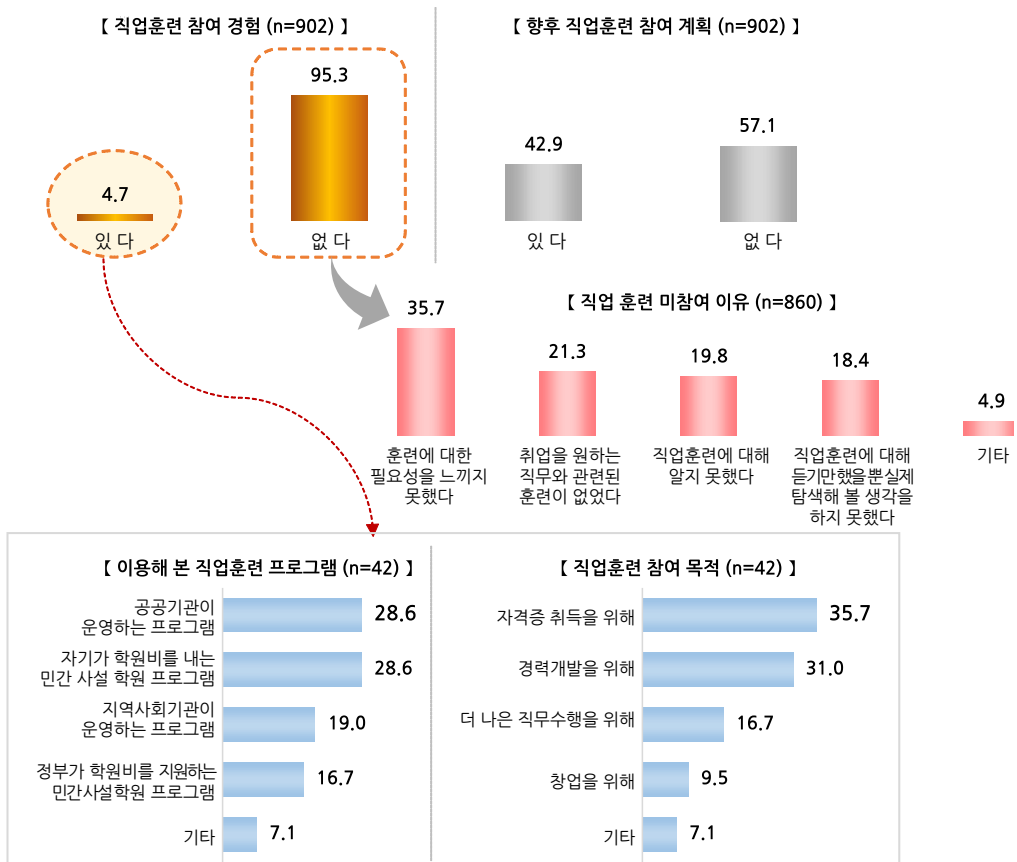 【 직업훈련 참여 경험 (n=902) 】
95.3
4.7
있 다
없 다
【 향후 직업훈련 참여 계획 (n=902) 】
42.9
57.1
있 다
없 다
【 직업 훈련 미참여 이유 (n=860) 】
35.7
21.3
19.8
18.4
4.9
훈련에 대한
필요성을 느끼지
못했다
취업을 원하는
직무와 관련된
훈련이 없었다
직업훈련에 대해
알지 못했다
직업훈련에 대해
듣기만했을뿐실제
탐색해 볼 생각을
하지 못했다
기타
【 이용해 본 직업훈련 프로그램 (n=42) 】
공공기관이
운영하는 프로그램
28.6
자기가 학원비를 내는
민간 사설 학원 프로그램
28.6
지역사회기관이
운영하는 프로그램
19.0
정부가 학원비를 지원하는
민간사설학원 프로그램
16.7
기타
7.1
【 직업훈련 참여 목적 (n=42) 】
자격증 취득을 위해
35.7
경력개발을 위해
31.0
더 나은 직무수행을 위해
16.7
창업을 위해
9.5
기타
7.1